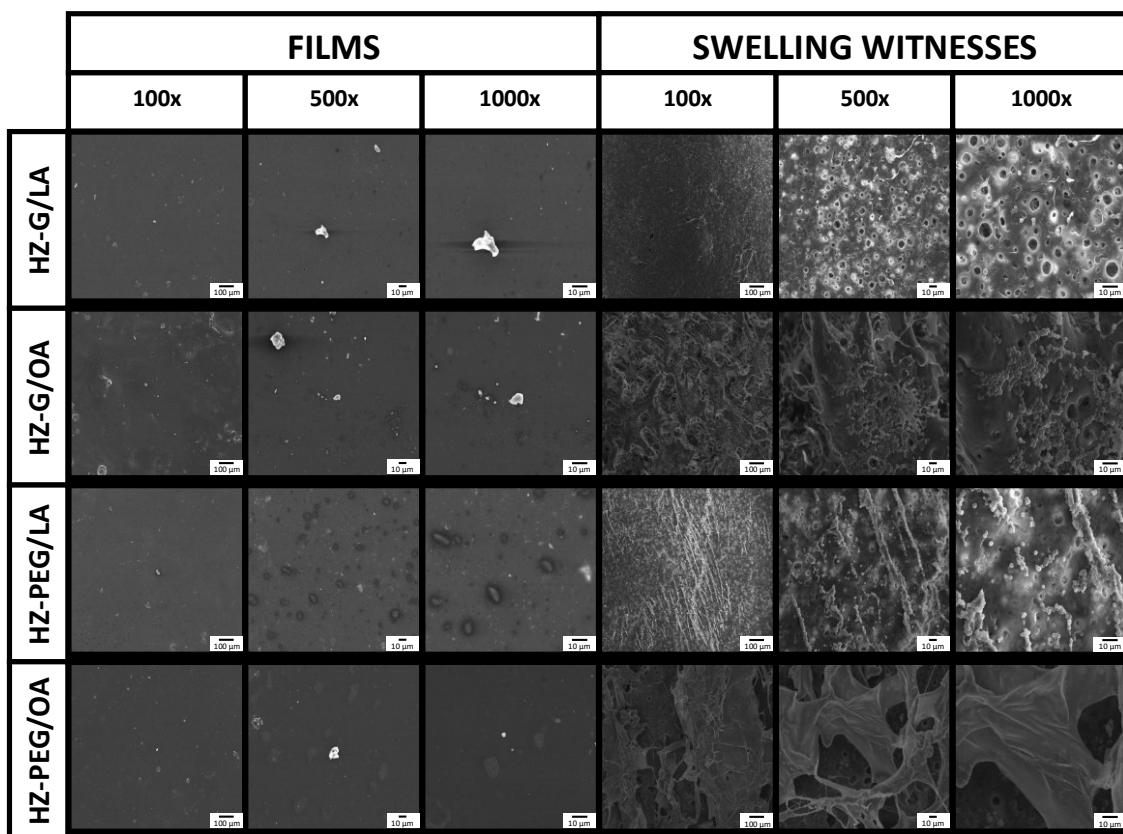 FILMS SWELLING WITNESSES
100x 500x 1000x 100x 500x 1000x
HZ-G/LA
100 µm 10 µm 10 µm 100 µm 10 µm 10 µm
HZ-G/OA
100 µm 10 µm 10 µm 100 µm 10 µm 10 µm
HZ-PEG/LA
100 µm 10 µm 10 µm 100 µm 10 µm 10 µm
HZ-PEG/OA
100 µm 10 µm 10 µm 100 µm 10 µm 10 µm